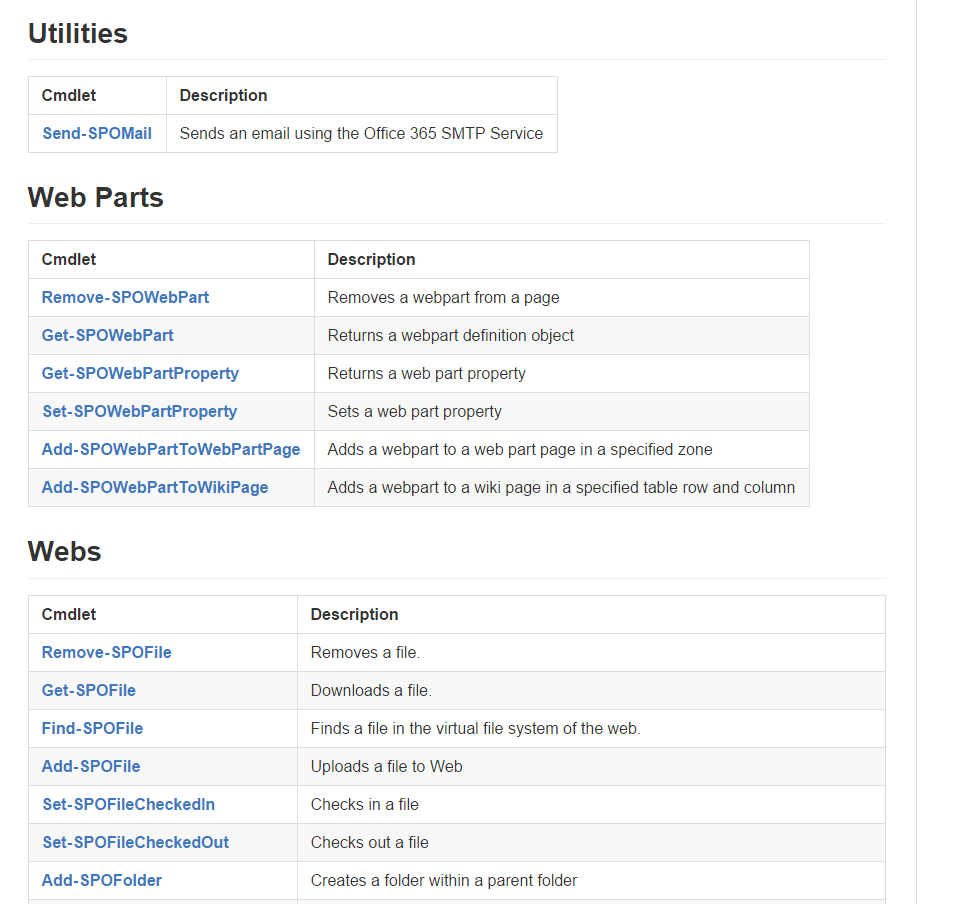 Utilities
Cmdlet Description
Send-SPOMail Sends an email using the Office 365 SMTP Service
Web Parts
Cmdlet Description
Remove-SPOWebPart Removes a webpart from a page
Get-SPOWebPart Returns a webpart definition object
Get-SPOWebPartProperty Returns a web part property
Set-SPOWebPartProperty Sets a web part property
Add-SPOWebPartToWebPartPage Adds a webpart to a web part page in a specified zone
Add-SPOWebPartToWikiPage Adds a webpart to a wiki page in a specified table row and column
Webs
Cmdlet Description
Remove-SPOFile Removes a file.
Get-SPOFile Downloads a file.
Find-SPOFile Finds a file in the virtual file system of the web.
Add-SPOFile Uploads a file to Web
Set-SPOFileCheckedIn Checks in a file
Set-SPOFileCheckedOut Checks out a file
Add-SPOFolder Creates a folder within a parent folder